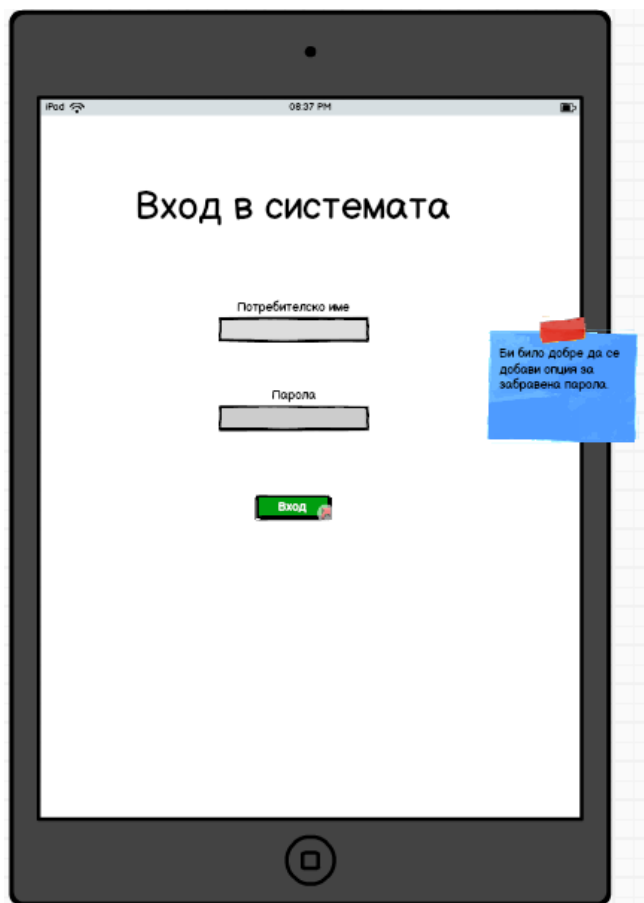 iPad 08:37 PM
Вход в системата
Потребителско име
Би било добре да се
добави опция за
забравена парола.
Парола
Вход